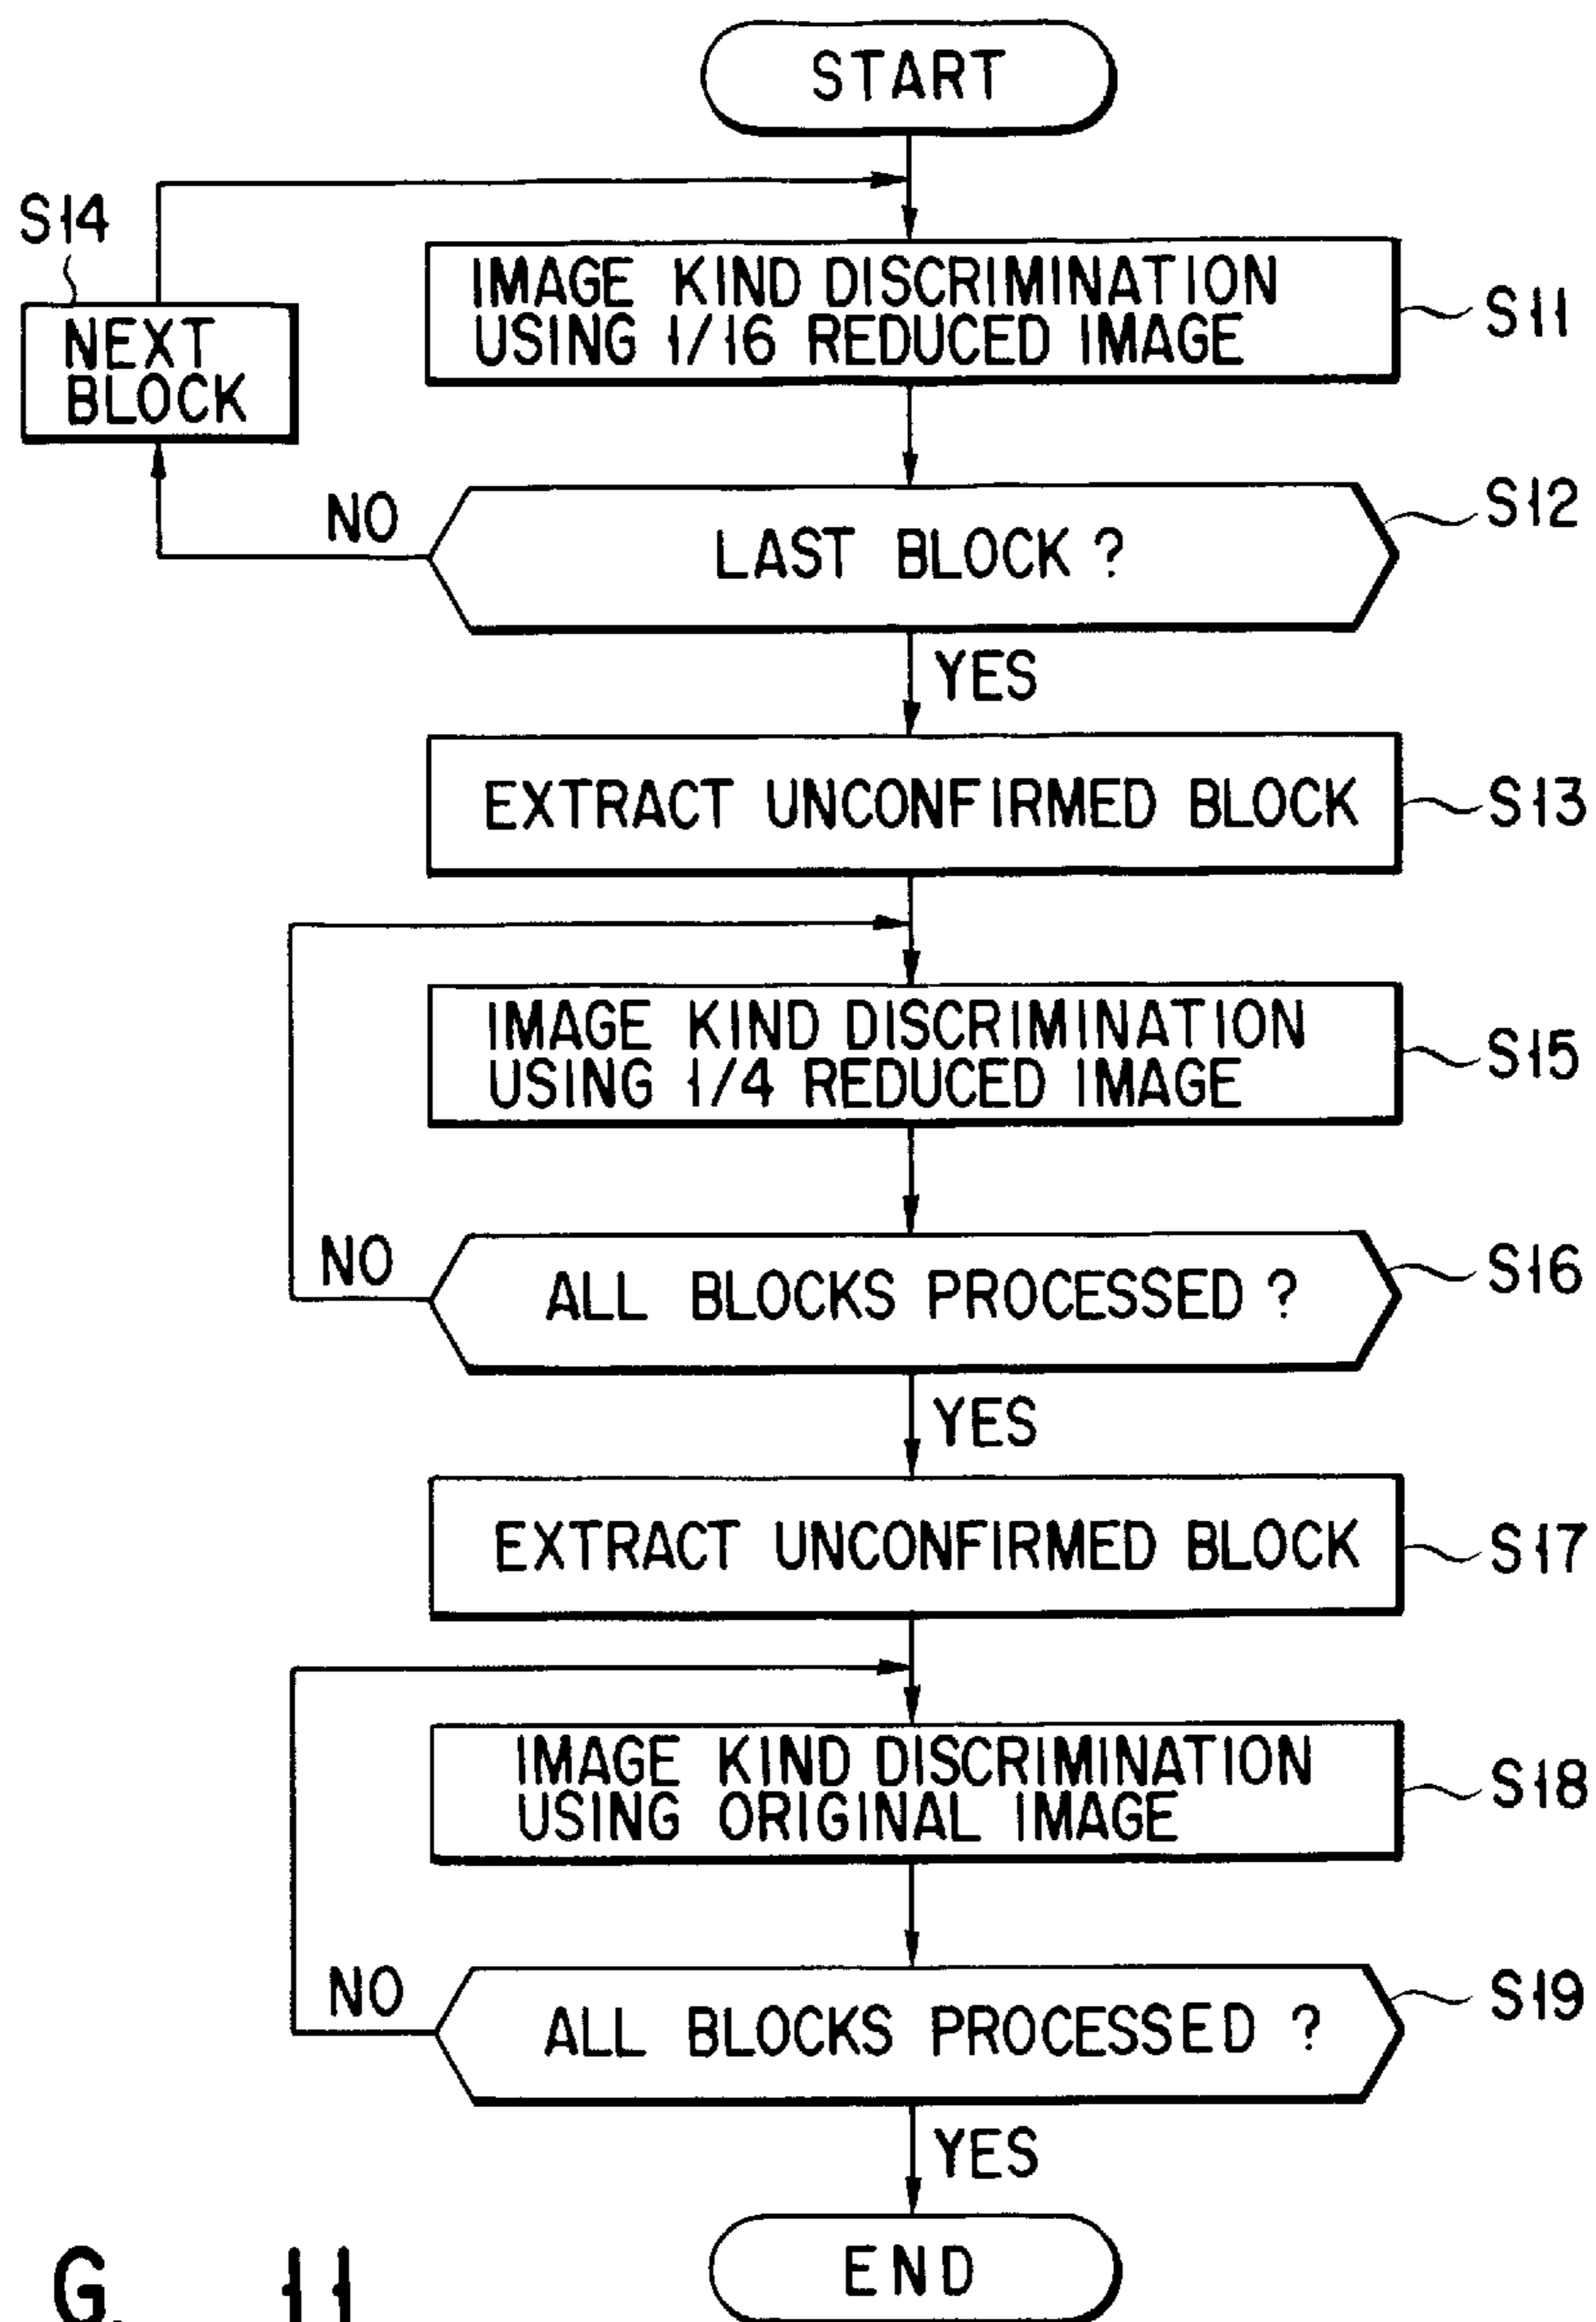 START
S14
NEXT
BLOCK
IMAGE KIND DISCRIMINATION
USING 1/16 REDUCED IMAGE
S11
NO
LAST BLOCK ?
S12
YES
EXTRACT UNCONFIRMED BLOCK
S13
IMAGE KIND DISCRIMINATION
USING 1/4 REDUCED IMAGE
S15
NO
ALL BLOCKS PROCESSED ?
S16
YES
EXTRACT UNCONFIRMED BLOCK
S17
IMAGE KIND DISCRIMINATION
USING ORIGINAL IMAGE
S18
NO
ALL BLOCKS PROCESSED ?
S19
YES
END
G. 11